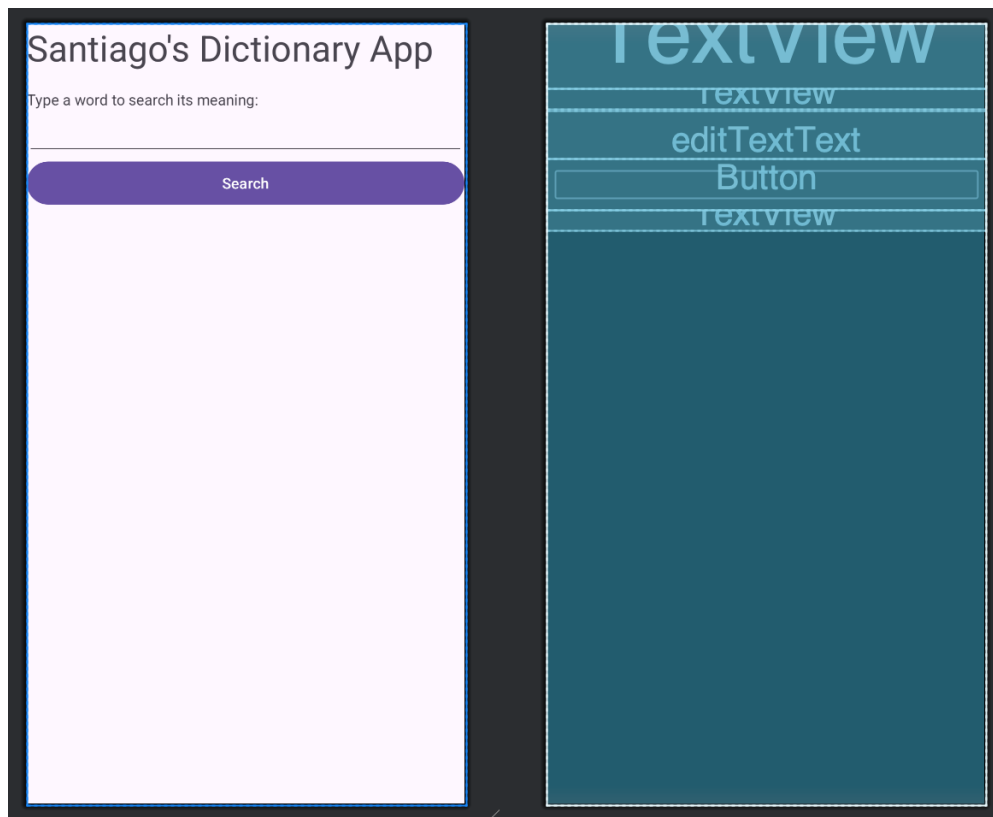 Santiago's Dictionary App
Type a word to search its meaning:
Search
TextView
TextView
editTextText
Button
TextView